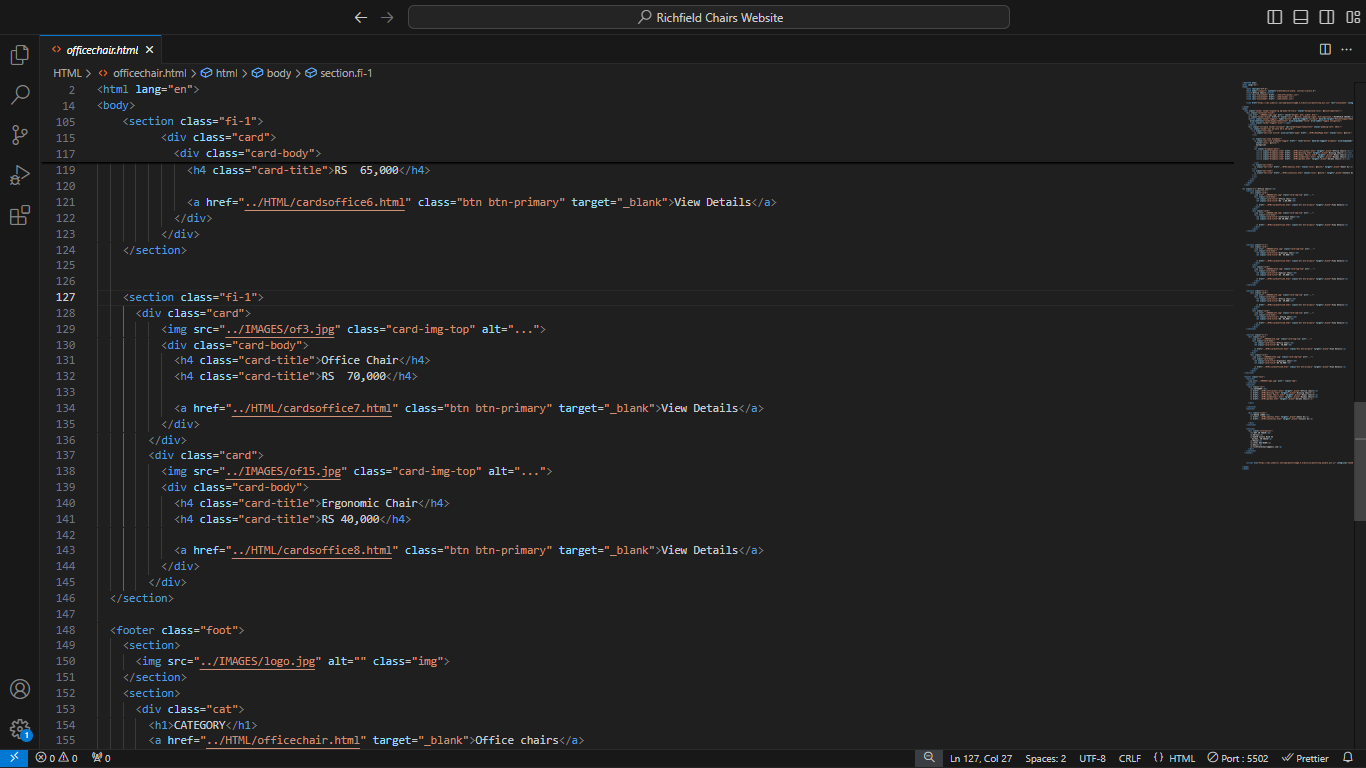 Richfield Chairs Website
officechair.html
HTML > officechair.html > html > body > section.fi-1
2 <html lang="en">
14 <body>
105 <section class="fi-1">
115 <div class="card">
117 <div class="card-body">
119 <h4 class="card-title">RS  65,000</h4>
120
121 <a href="../HTML/cardsoffice6.html" class="btn btn-primary" target="_blank">View Details</a>
122 </div>
123 </div>
124 </section>
125
126
127 <section class="fi-1">
128 <div class="card">
129 <img src="../IMAGES/of3.jpg" class="card-img-top" alt="...">
130 <div class="card-body">
131 <h4 class="card-title">Office Chair</h4>
132 <h4 class="card-title">RS  70,000</h4>
133
134 <a href="../HTML/cardsoffice7.html" class="btn btn-primary" target="_blank">View Details</a>
135 </div>
136 </div>
137 <div class="card">
138 <img src="../IMAGES/of15.jpg" class="card-img-top" alt="...">
139 <div class="card-body">
140 <h4 class="card-title">Ergonomic Chair</h4>
141 <h4 class="card-title">RS 40,000</h4>
142
143 <a href="../HTML/cardsoffice8.html" class="btn btn-primary" target="_blank">View Details</a>
144 </div>
145 </div>
146 </section>
147
148 <footer class="foot">
149 <section>
150 <img src="../IMAGES/logo.jpg" alt="" class="img">
151 </section>
152 <section>
153 <div class="cat">
154 <h1>CATEGORY</h1>
155 <a href="../HTML/officechair.html" target="_blank">Office chairs</a>
1
0 0 0 Ln 127, Col 27 Spaces: 2 UTF-8 CRLF {} HTML Port : 5502 Prettier